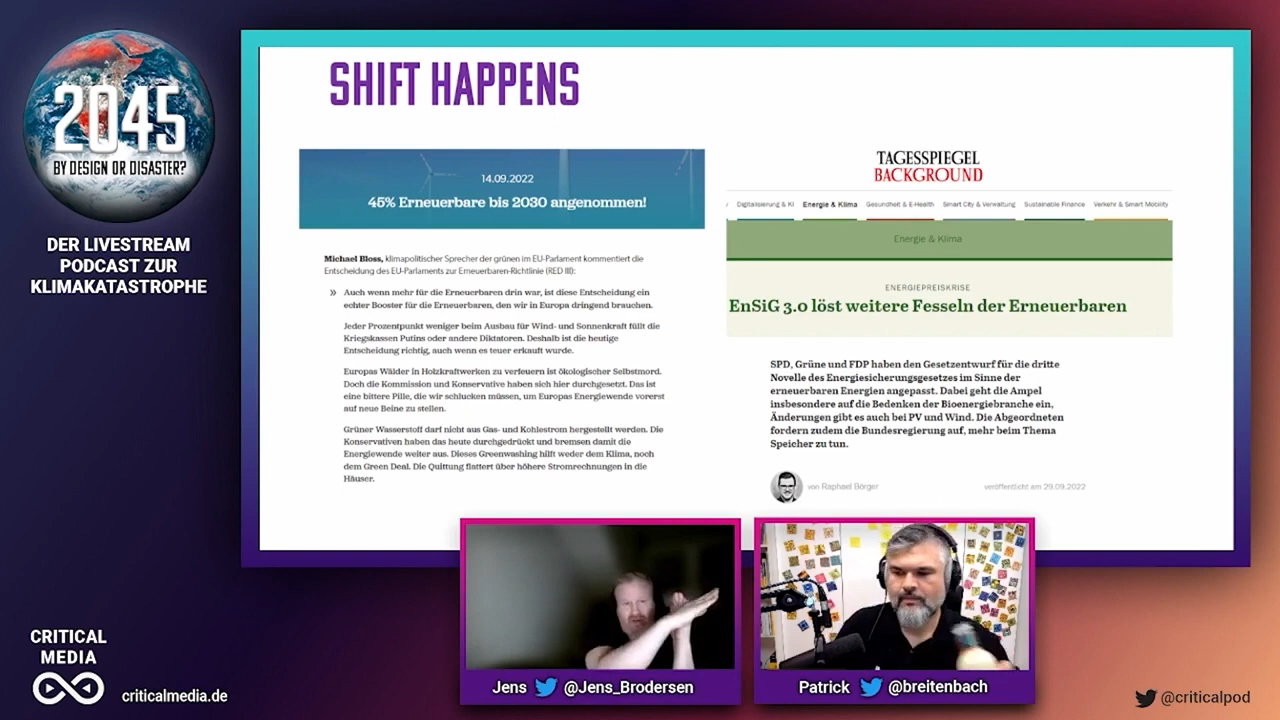 2045
BY DESIGN OR DISASTER?
DER LIVESTREAM
PODCAST ZUR
KLIMAKATASTROPHE
SHIFT HAPPENS
14.09.2022
45% Erneuerbare bis 2030 angenommen!
Michael Bloss, klimapolitischer Sprecher der grünen im EU-Parlament kommentiert die
Entscheidung des EU-Parlaments zur Erneuerbaren-Richtlinie (RED III):
» Auch wenn mehr für die Erneuerbaren drin war, ist diese Entscheidung ein
echter Booster für die Erneuerbaren, den wir in Europa dringend brauchen.
Jeder Prozentpunkt weniger beim Ausbau für Wind- und Sonnenkraft füllt die
Kriegskassen Putins oder andere Diktatoren. Deshalb ist die heutige
Entscheidung richtig, auch wenn es teuer erkauft wurde.
Europas Wälder in Holzkraftwerken zu verfeuern ist ökologischer Selbstmord.
Doch die Kommission und Konservative haben sich hier durchgesetzt. Das ist
eine bittere Pille, die wir schlucken müssen, um Europas Energiewende vorerst
auf neue Beine zu stellen.
Grüner Wasserstoff darf nicht aus Gas- und Kohlestrom hergestellt werden. Die
Konservativen haben das heute durchgedrückt und bremsen damit die
Energiewende weiter aus. Dieses Greenwashing hilft weder dem Klima, noch
dem Green Deal. Die Quittung flattert über höhere Stromrechnungen in die
Häuser.
TAGESSPIEGEL
BACKGROUND
Digitalisierung & KI Energie & Klima Gesundheit & E-Health Smart City & Verwaltung Sustainable Finance Verkehr & Smart Mobility
Energie & Klima
ENERGIEPREISKRISE
EnSiG 3.0 löst weitere Fesseln der Erneuerbaren
SPD, Grüne und FDP haben den Gesetzentwurf für die dritte
Novelle des Energiesicherungsgesetzes im Sinne der
erneuerbaren Energien angepasst. Dabei geht die Ampel
insbesondere auf die Bedenken der Bioenergiebranche ein,
Änderungen gibt es auch bei PV und Wind. Die Abgeordneten
fordern zudem die Bundesregierung auf, mehr beim Thema
Speicher zu tun.
von Raphael Börger veröffentlicht am 29.09.2022
Jens @Jens_Brodersen
Patrick @breitenbach
CRITICAL
MEDIA
criticalmedia.de
@criticalpod